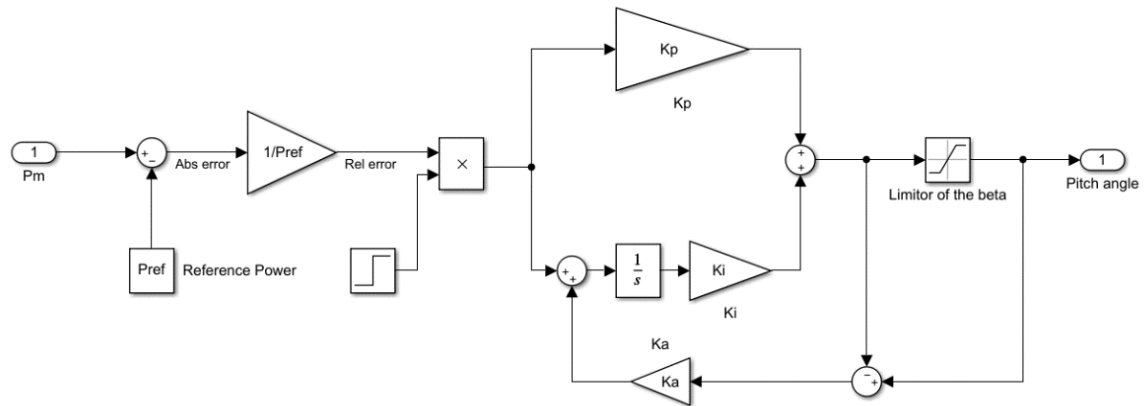 Kp
Kp
1
Pm
+
−
Abs error
1/Pref
Rel error
×
+
+
1
Pitch angle
Limitor of the beta
Pref
Reference Power
+
+
1
s
Ki
Ki
Ka
Ka
−
+